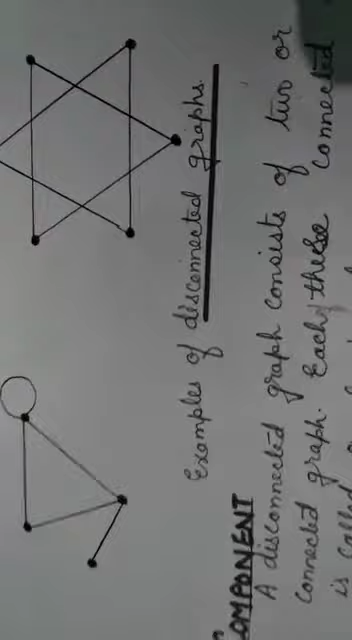 Examples of disconnected graphs.
COMPONENT
A disconnected graph consists of two or
connected graph. Each these connected
is called